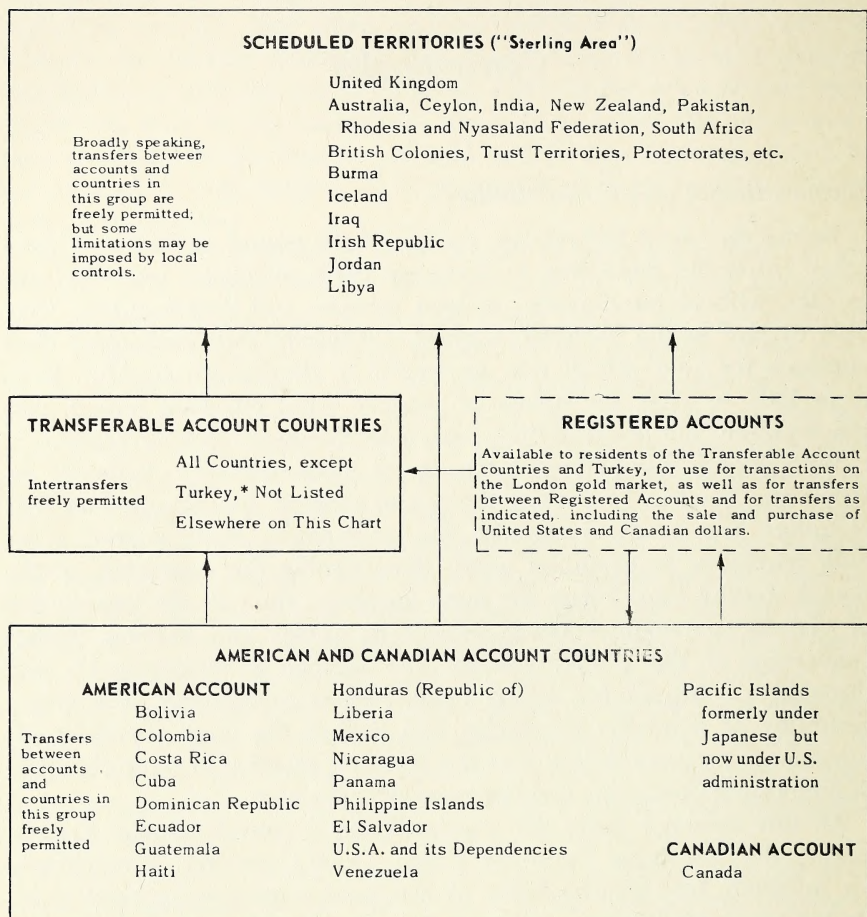 SCHEDULED TERRITORIES ("Sterling Area")
Broadly speaking,
transfers between
accounts and
countries in
this group are
freely permitted,
but some
limitations may be
imposed by local
controls.
United Kingdom
Australia, Ceylon, India, New Zealand, Pakistan,
Rhodesia and Nyasaland Federation, South Africa
British Colonies, Trust Territories, Protectorates, etc.
Burma
Iceland
Iraq
Irish Republic
Jordan
Libya
TRANSFERABLE ACCOUNT COUNTRIES
Intertransfers
freely permitted
All Countries, except
Turkey,* Not Listed
Elsewhere on This Chart
REGISTERED ACCOUNTS
Available to residents of the Transferable Account
countries and Turkey, for use for transactions on
the London gold market, as well as for transfers
between Registered Accounts and for transfers as
indicated, including the sale and purchase of
United States and Canadian dollars.
AMERICAN AND CANADIAN ACCOUNT COUNTRIES
AMERICAN ACCOUNT
Transfers
between
accounts
and
countries in
this group
freely
permitted
Bolivia
Colombia
Costa Rica
Cuba
Dominican Republic
Ecuador
Guatemala
Haiti
Honduras (Republic of)
Liberia
Mexico
Nicaragua
Panama
Philippine Islands
El Salvador
U.S.A. and its Dependencies
Venezuela
Pacific Islands
formerly under
Japanese but
now under U.S.
administration
CANADIAN ACCOUNT
Canada